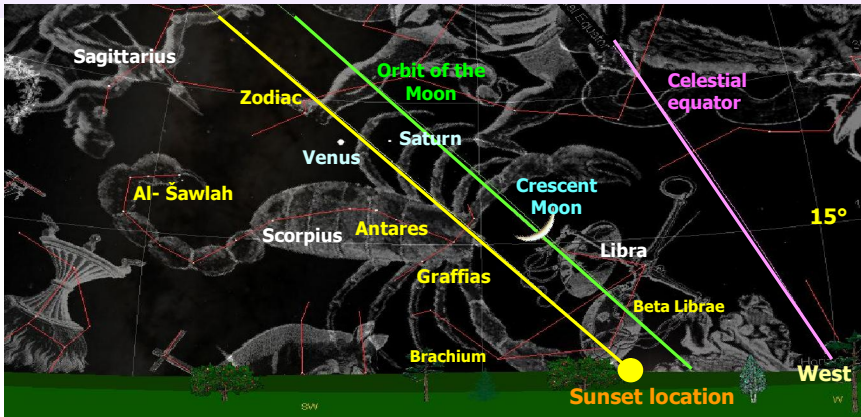 Sagittarius
Zodiac
Orbit of the
Moon
Celestial
equator
Venus
Saturn
Al- Šawlah
Crescent
Moon
15°
Scorpius
Antares
Libra
Graffias
Beta Librae
Brachium
West
Sunset location
SW
W